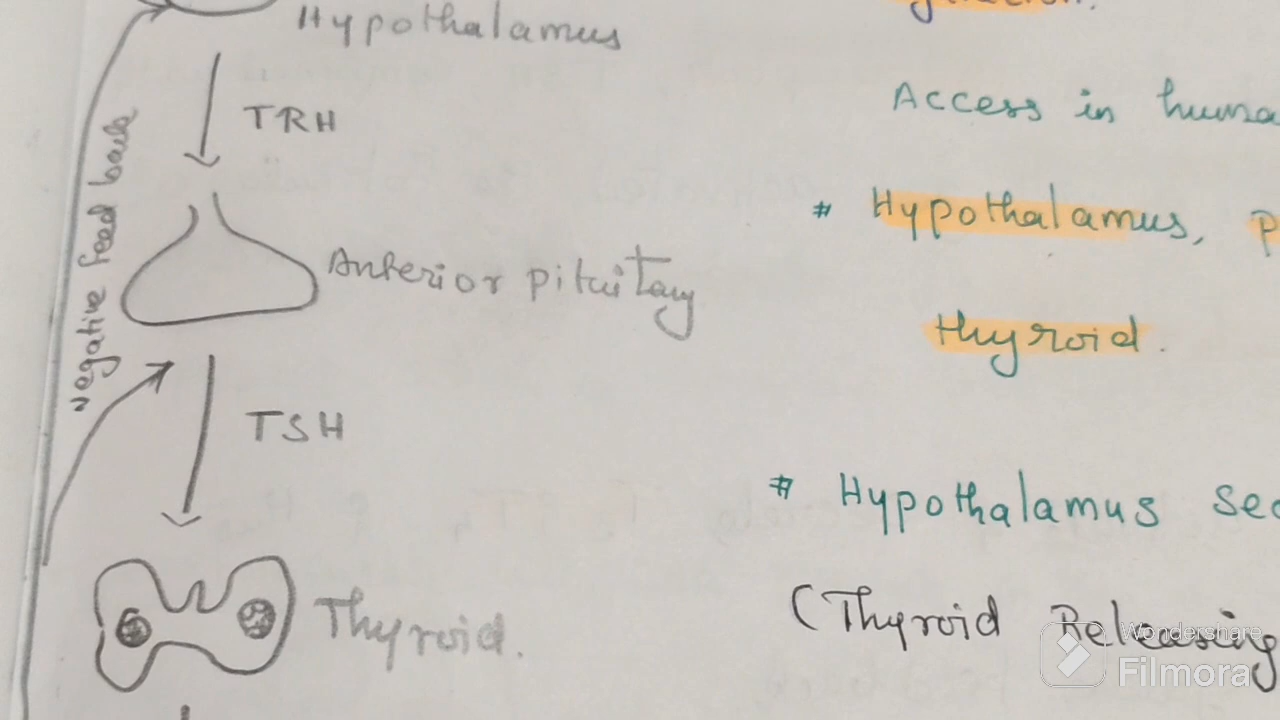 Hypothalamus
TRH
Negative feed back
Anterior pituitary
TSH
Thyroid.
Access in huma
# Hypothalamus, P
thyroid.
# Hypothalamus sec
(Thyroid Releasing
Wondershare
Filmora